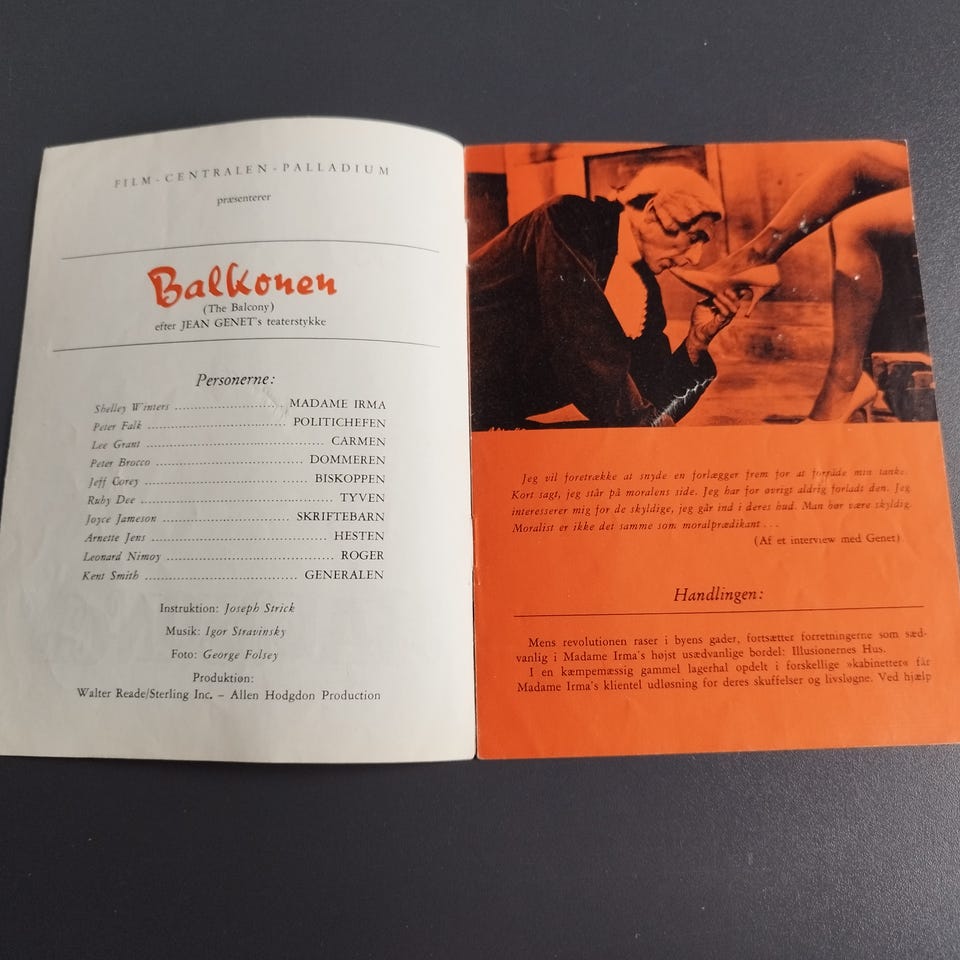 FILM-CENTRALEN-PALLADIUM
præsenterer
Balkonen
(The Balcony)
efter JEAN GENET's teaterstykke
Personerne:
Shelley Winters ........................ MADAME IRMA
Peter Falk .............................. POLITICHEFEN
Lee Grant ....................................... CARMEN
Peter Brocco .............................. DOMMEREN
Jeff Corey .................................... BISKOPPEN
Ruby Dee ........................................... TYVEN
Joyce Jameson ............................ SKRIFTEBARN
Arnette Jens ...................................... HESTEN
Leonard Nimoy .................................. ROGER
Kent Smith ................................ GENERALEN
Instruktion: Joseph Strick
Musik: Igor Stravinsky
Foto: George Folsey
Produktion:
Walter Reade/Sterling Inc. – Allen Hodgdon Production
Jeg vil foretrække at snyde en forlægger frem for at forråde min tanke.
Kort sagt, jeg står på moralens side. Jeg har for øvrigt aldrig forladt den. Jeg
interesserer mig for de skyldige, jeg går ind i deres hud. Man bør være skyldig.
Moralist er ikke det samme som moralprædikant . . .
(Af et interview med Genet)
Handlingen:
Mens revolutionen raser i byens gader, fortsætter forretningerne som sæd-
vanlig i Madame Irma's højst usædvanlige bordel: Illusionernes Hus.
I en kæmpemæssig gammel lagerhal opdelt i forskellige »kabinetter« får
Madame Irma's klientel udløsning for deres skuffelser og livsløgne. Ved hjælp